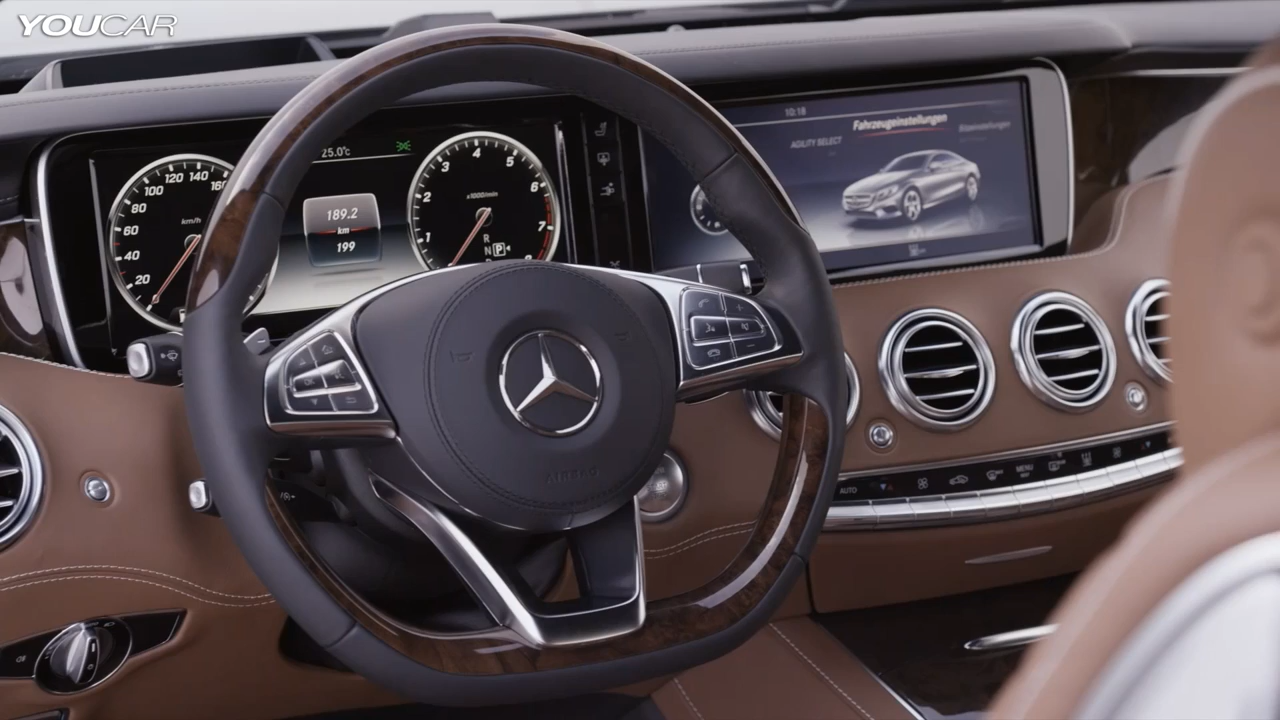 YOUCAR
10:18
Fahrzeugeinstellungen
AGILITY SELECT
25.0°c
120 140
100
160
80
km/h
60
40
20
189.2
km
199
4
3
5
x1000/min
2
6
1
7
R
N P
AIRBAG
AUTO
MENU